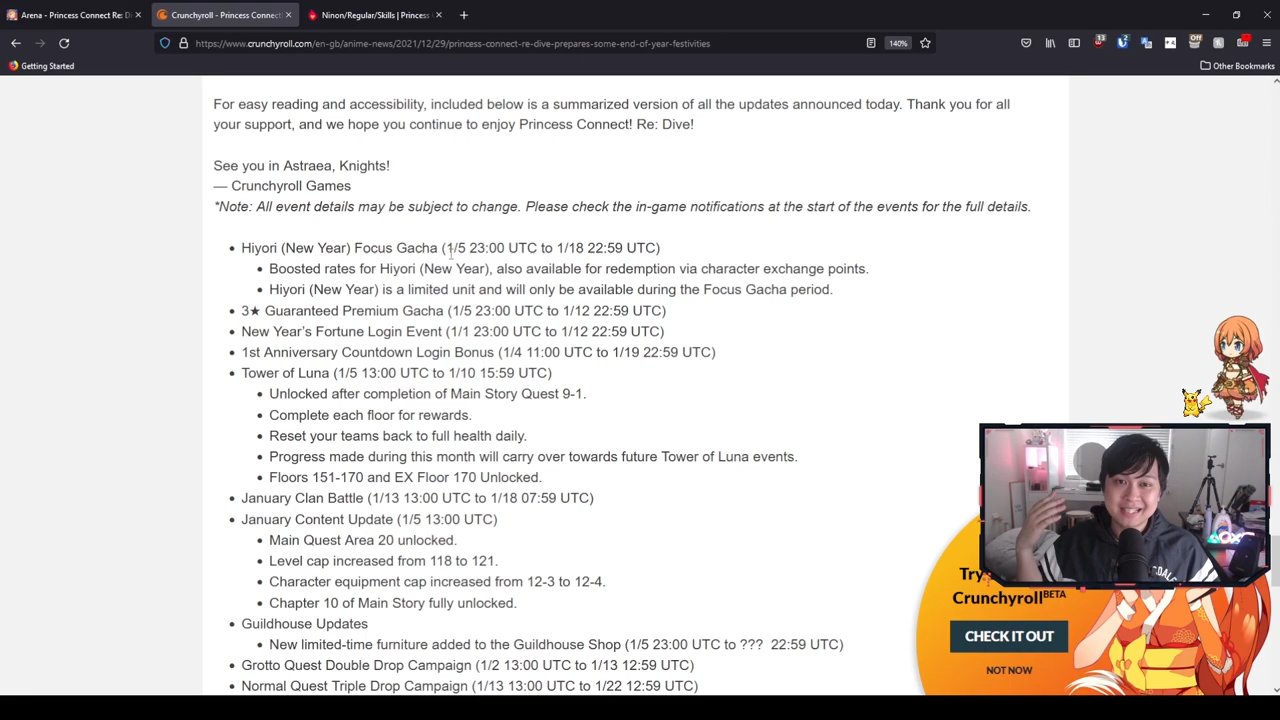 Arena - Princess Connect Re: D
Crunchyroll - Princess Connect
Ninon/Regular/Skills | Princess
https://www.crunchyroll.com/en-gb/anime-news/2021/12/29/princess-connect-re-dive-prepares-some-end-of-year-festivities
140%
13
2
Off
Getting Started
Other Bookmarks
For easy reading and accessibility, included below is a summarized version of all the updates announced today. Thank you for all
your support, and we hope you continue to enjoy Princess Connect! Re: Dive!
See you in Astraea, Knights!
— Crunchyroll Games
*Note: All event details may be subject to change. Please check the in-game notifications at the start of the events for the full details.
• Hiyori (New Year) Focus Gacha (1/5 23:00 UTC to 1/18 22:59 UTC)
• Boosted rates for Hiyori (New Year), also available for redemption via character exchange points.
• Hiyori (New Year) is a limited unit and will only be available during the Focus Gacha period.
• 3★ Guaranteed Premium Gacha (1/5 23:00 UTC to 1/12 22:59 UTC)
• New Year's Fortune Login Event (1/1 23:00 UTC to 1/12 22:59 UTC)
• 1st Anniversary Countdown Login Bonus (1/4 11:00 UTC to 1/19 22:59 UTC)
• Tower of Luna (1/5 13:00 UTC to 1/10 15:59 UTC)
• Unlocked after completion of Main Story Quest 9-1.
• Complete each floor for rewards.
• Reset your teams back to full health daily.
• Progress made during this month will carry over towards future Tower of Luna events.
• Floors 151-170 and EX Floor 170 Unlocked.
• January Clan Battle (1/13 13:00 UTC to 1/18 07:59 UTC)
• January Content Update (1/5 13:00 UTC)
• Main Quest Area 20 unlocked.
• Level cap increased from 118 to 121.
• Character equipment cap increased from 12-3 to 12-4.
• Chapter 10 of Main Story fully unlocked.
• Guildhouse Updates
• New limited-time furniture added to the Guildhouse Shop (1/5 23:00 UTC to ??? 22:59 UTC)
• Grotto Quest Double Drop Campaign (1/2 13:00 UTC to 1/13 12:59 UTC)
• Normal Quest Triple Drop Campaign (1/13 13:00 UTC to 1/22 12:59 UTC)
Try
Crunchyroll BETA
CHECK IT OUT
NOT NOW